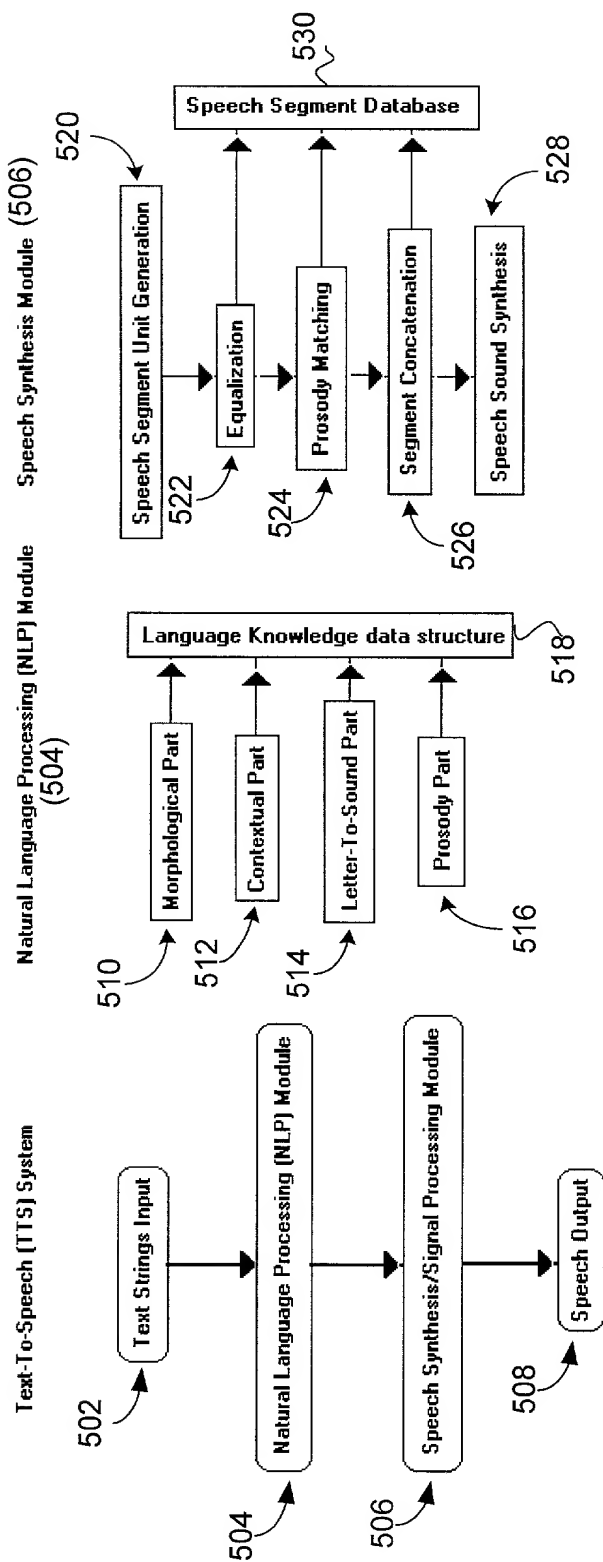 Text-To-Speech (TTS) System
502
Text Strings Input
504
Natural Language Processing (NLP) Module
506
Speech Synthesis/Signal Processing Module
508
Speech Output
Natural Language Processing (NLP) Module
(504)
510
Morphological Part
512
Contextual Part
514
Letter-To-Sound Part
516
Prosody Part
Language Knowledge data structure
518
Speech Synthesis Module (506)
520
Speech Segment Unit Generation
522
Equalization
524
Prosody Matching
526
Segment Concatenation
528
Speech Sound Synthesis
Speech Segment Database
530